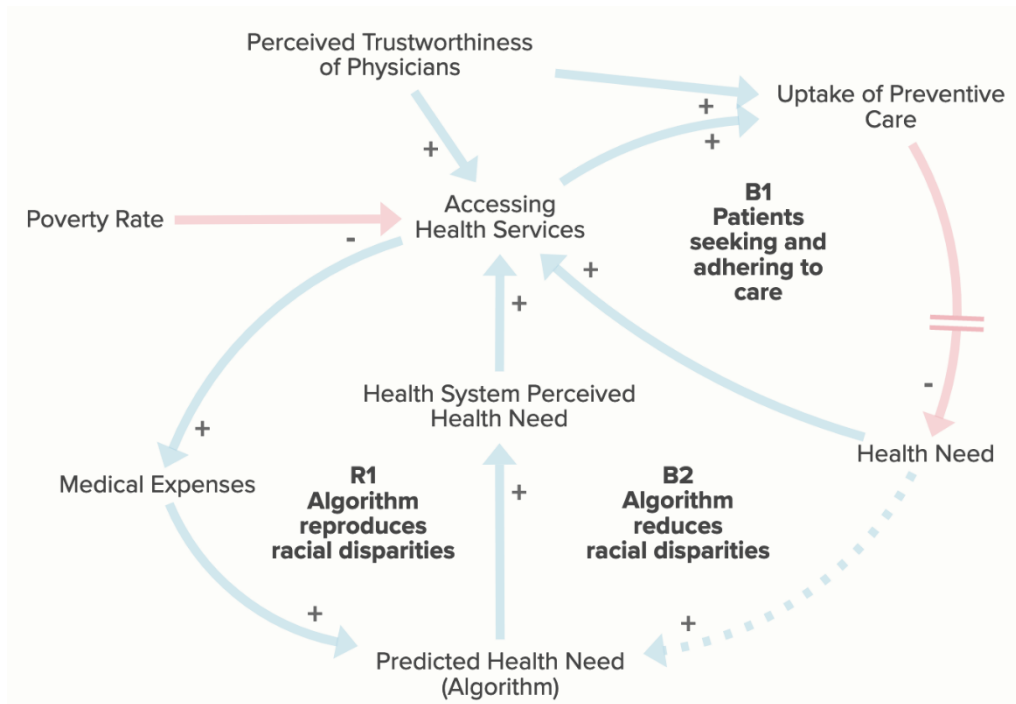 Perceived Trustworthiness
of Physicians
+
+
+
Uptake of Preventive
Care
Poverty Rate
-
Accessing
Health Services
B1
Patients
seeking and
adhering to
care
+
+
-
Health System Perceived
Health Need
+
Health Need
Medical Expenses
R1
Algorithm
reproduces
racial disparities
+
B2
Algorithm
reduces
racial disparities
+
+
Predicted Health Need
(Algorithm)